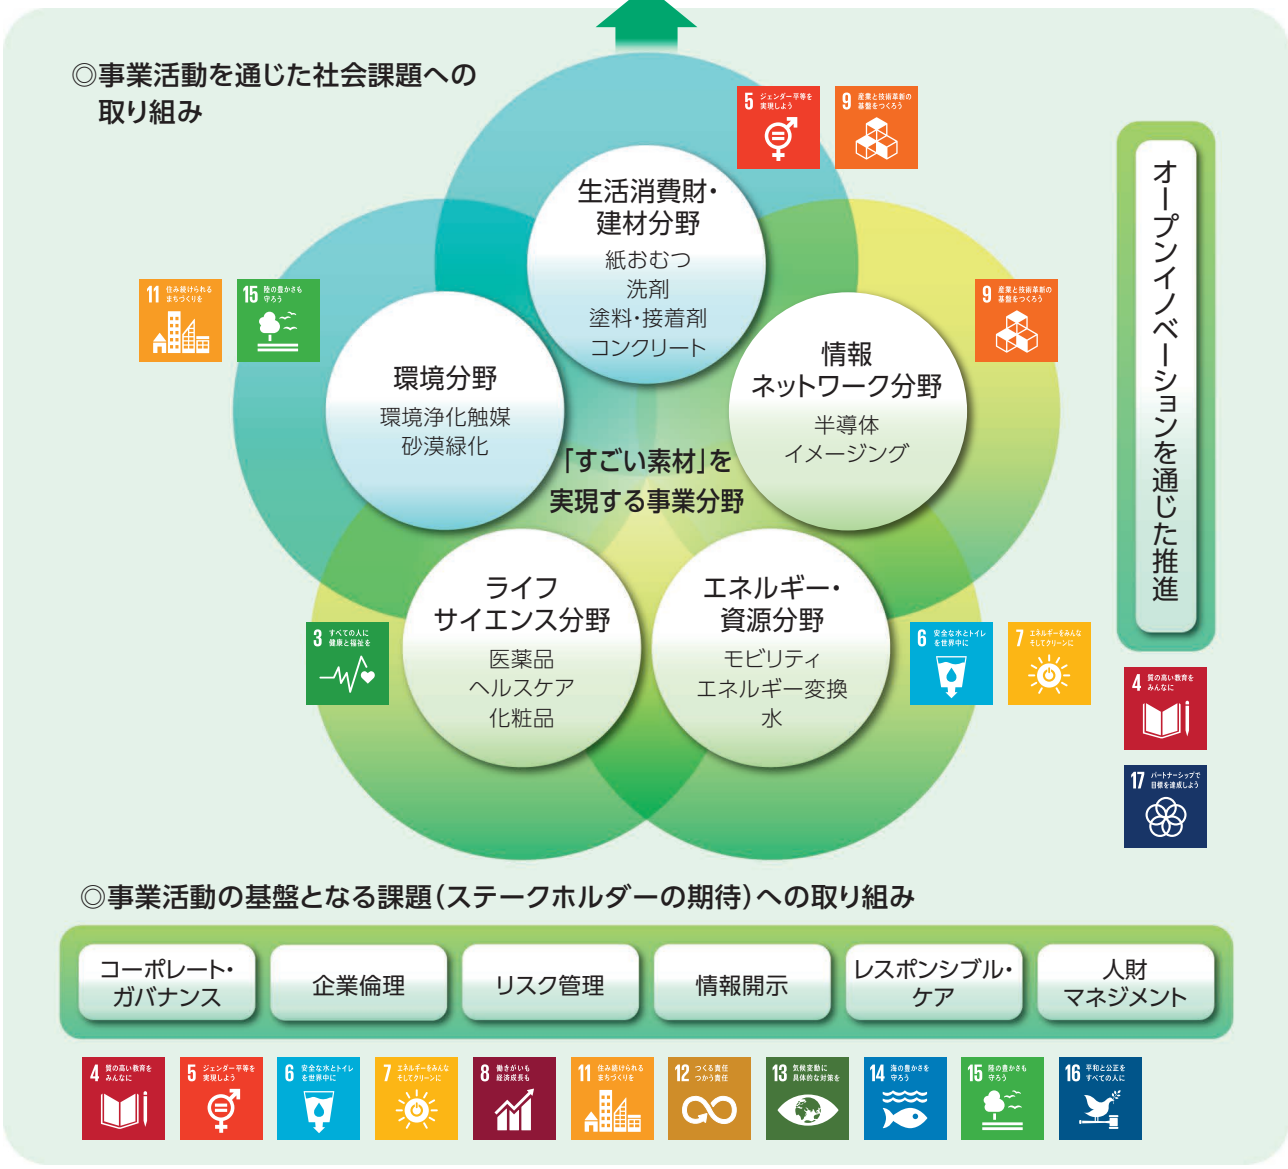 ◎事業活動を通じた社会課題への
取り組み
5 ジェンダー平等を
実現しよう
9 産業と技術革新の
基盤をつくろう
生活消費財・
建材分野
紙おむつ
洗剤
塗料・接着剤
コンクリート
11 住み続けられる
まちづくりを
15 陸の豊かさも
守ろう
9 産業と技術革新の
基盤をつくろう
環境分野
環境浄化触媒
砂漠緑化
情報
ネットワーク分野
半導体
イメージング
「すごい素材」を
実現する事業分野
ライフ
サイエンス分野
医薬品
ヘルスケア
化粧品
エネルギー・
資源分野
モビリティ
エネルギー変換
水
3 すべての人に
健康と福祉を
6 安全な水とトイレ
を世界中に
7 エネルギーをみんなに
そしてクリーンに
オープンイノベーションを通じた推進
4 質の高い教育を
みんなに
17 パートナーシップで
目標を達成しよう
◎事業活動の基盤となる課題(ステークホルダーの期待)への取り組み
コーポレート・
ガバナンス
企業倫理
リスク管理
情報開示
レスポンシブル・
ケア
人財
マネジメント
4 質の高い教育を
みんなに
5 ジェンダー平等を
実現しよう
6 安全な水とトイレ
を世界中に
7 エネルギーをみんなに
そしてクリーンに
8 働きがいも
経済成長も
11 住み続けられる
まちづくりを
12 つくる責任
つかう責任
13 気候変動に
具体的な対策を
14 海の豊かさを
守ろう
15 陸の豊かさも
守ろう
16 平和と公正を
すべての人に